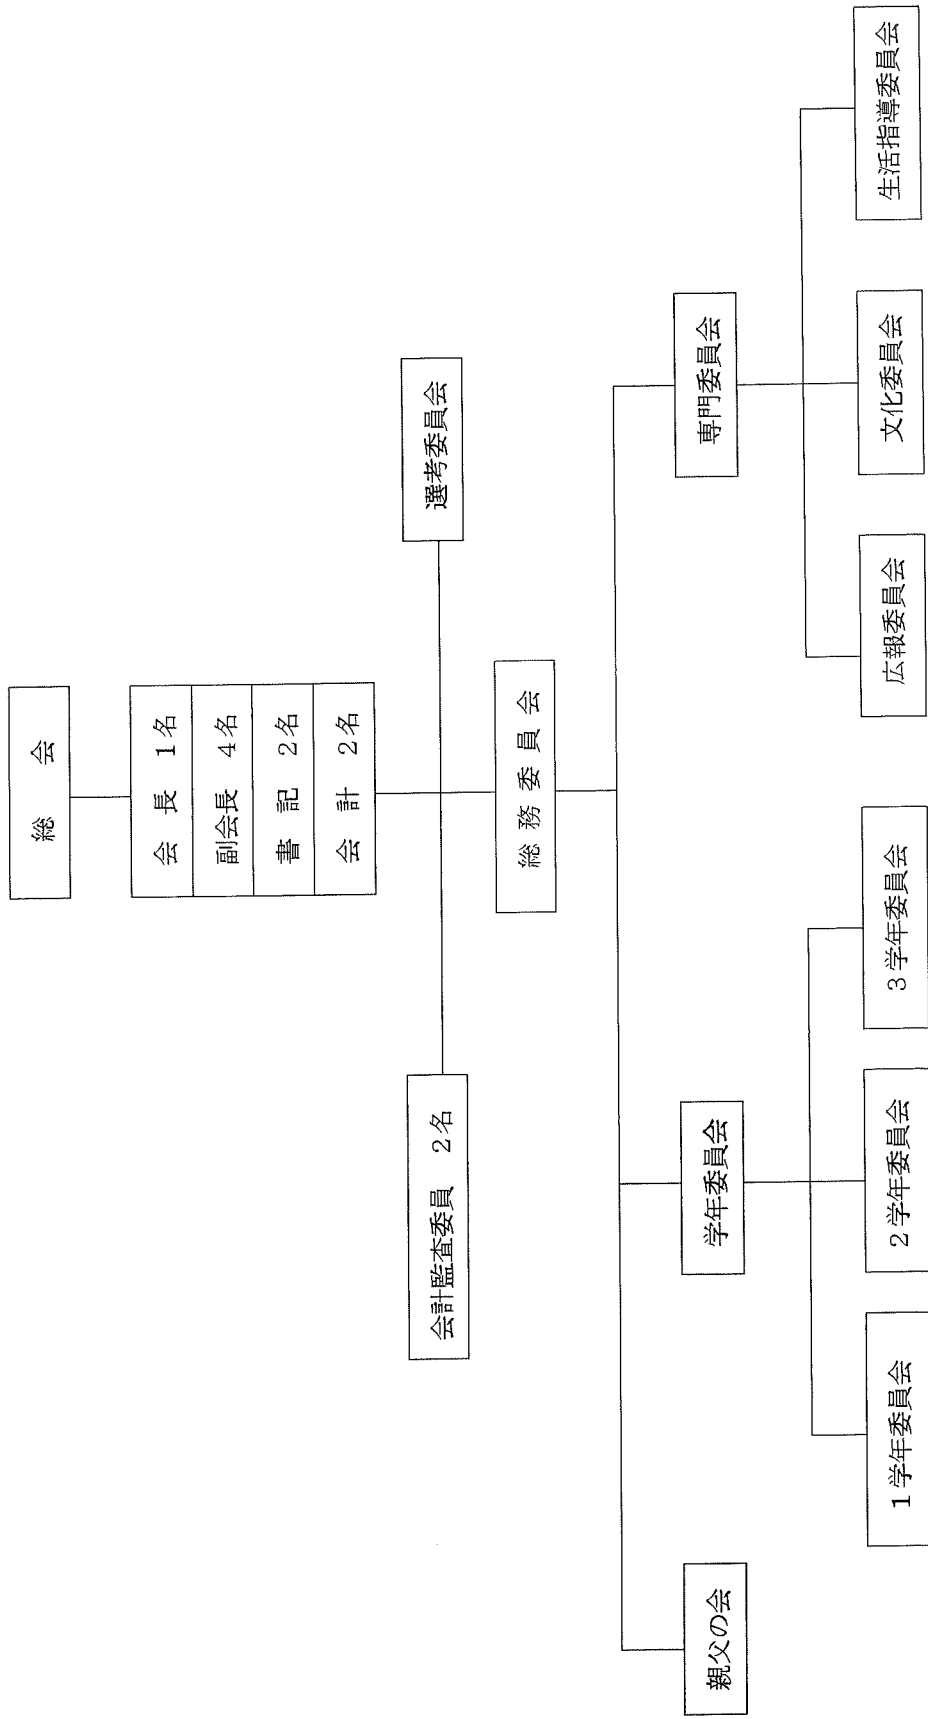 総　会
会　長　1名
副会長　4名
書　記　2名
会　計　2名
会計監査委員　2名
選考委員会
総 務 委 員 会
親父の会
学年委員会
専門委員会
1学年委員会
2学年委員会
3学年委員会
広報委員会
文化委員会
生活指導委員会